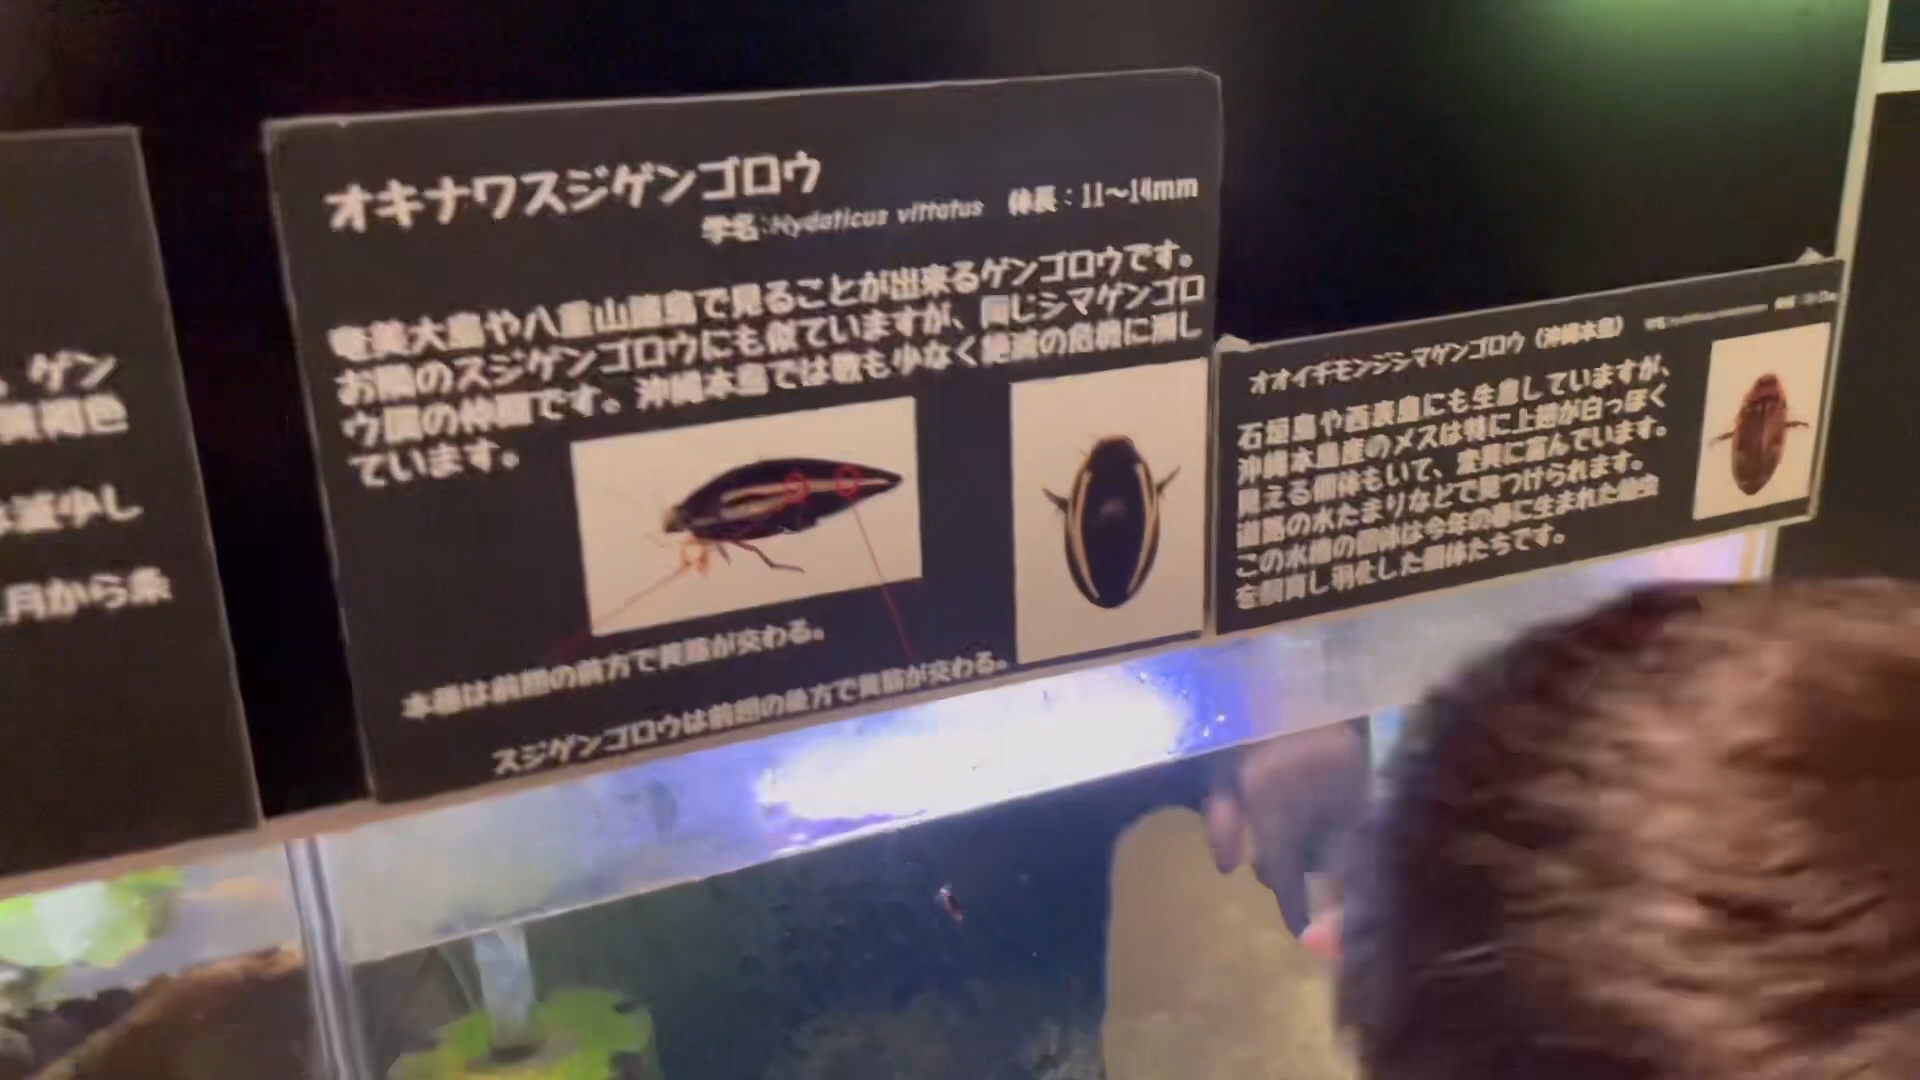 ゲン
黄褐色
減少し
月から糸
オキナワスジゲンゴロウ
学名:Hydaticus vittatus 体長:11〜14mm
奄美大島や八重山諸島で見ることが出来るゲンゴロウです。
お隣のスジゲンゴロウにも似ていますが、同じシマゲンゴロ
ウ属の仲間です。沖縄本島では数も少なく絶滅の危機に瀕し
ています。
本種は前翅の前方で黄筋が交わる。
スジゲンゴロウは前翅の後方で黄筋が交わる。
オオイチモンジシマゲンゴロウ（沖縄本島）
石垣島や西表島にも生息していますが、
沖縄本島産のメスは特に上翅が白っぽく
見える個体もいて、変異に富んでいます。
道路の水たまりなどで見つけられます。
この水槽の個体は今年の春に生まれた幼虫
を飼育し羽化した個体たちです。